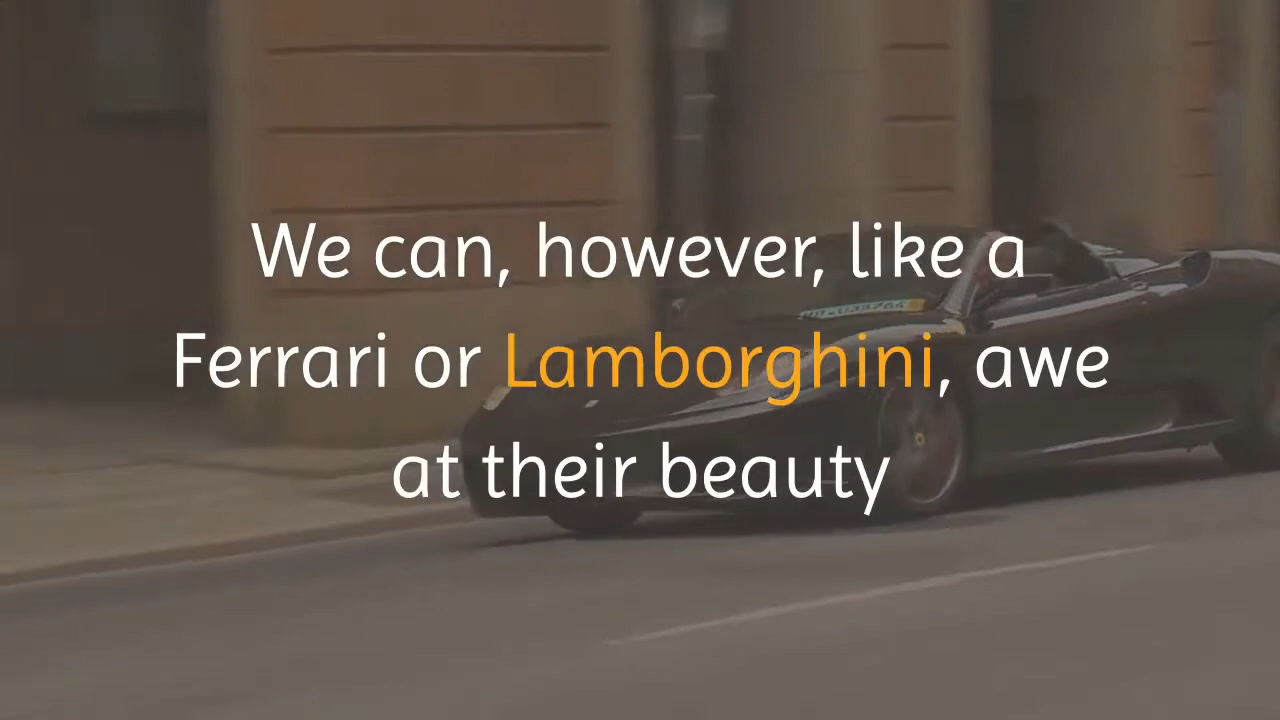 We can, however, like a
Ferrari or Lamborghini, awe
at their beauty